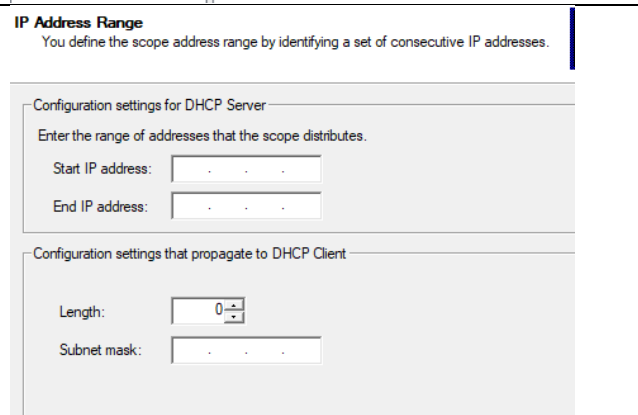 IP Address Range
You define the scope address range by identifying a set of consecutive IP addresses.
Configuration settings for DHCP Server
Enter the range of addresses that the scope distributes.
Start IP address: . . .
End IP address: . . .
Configuration settings that propagate to DHCP Client
Length: 0
Subnet mask: . . .